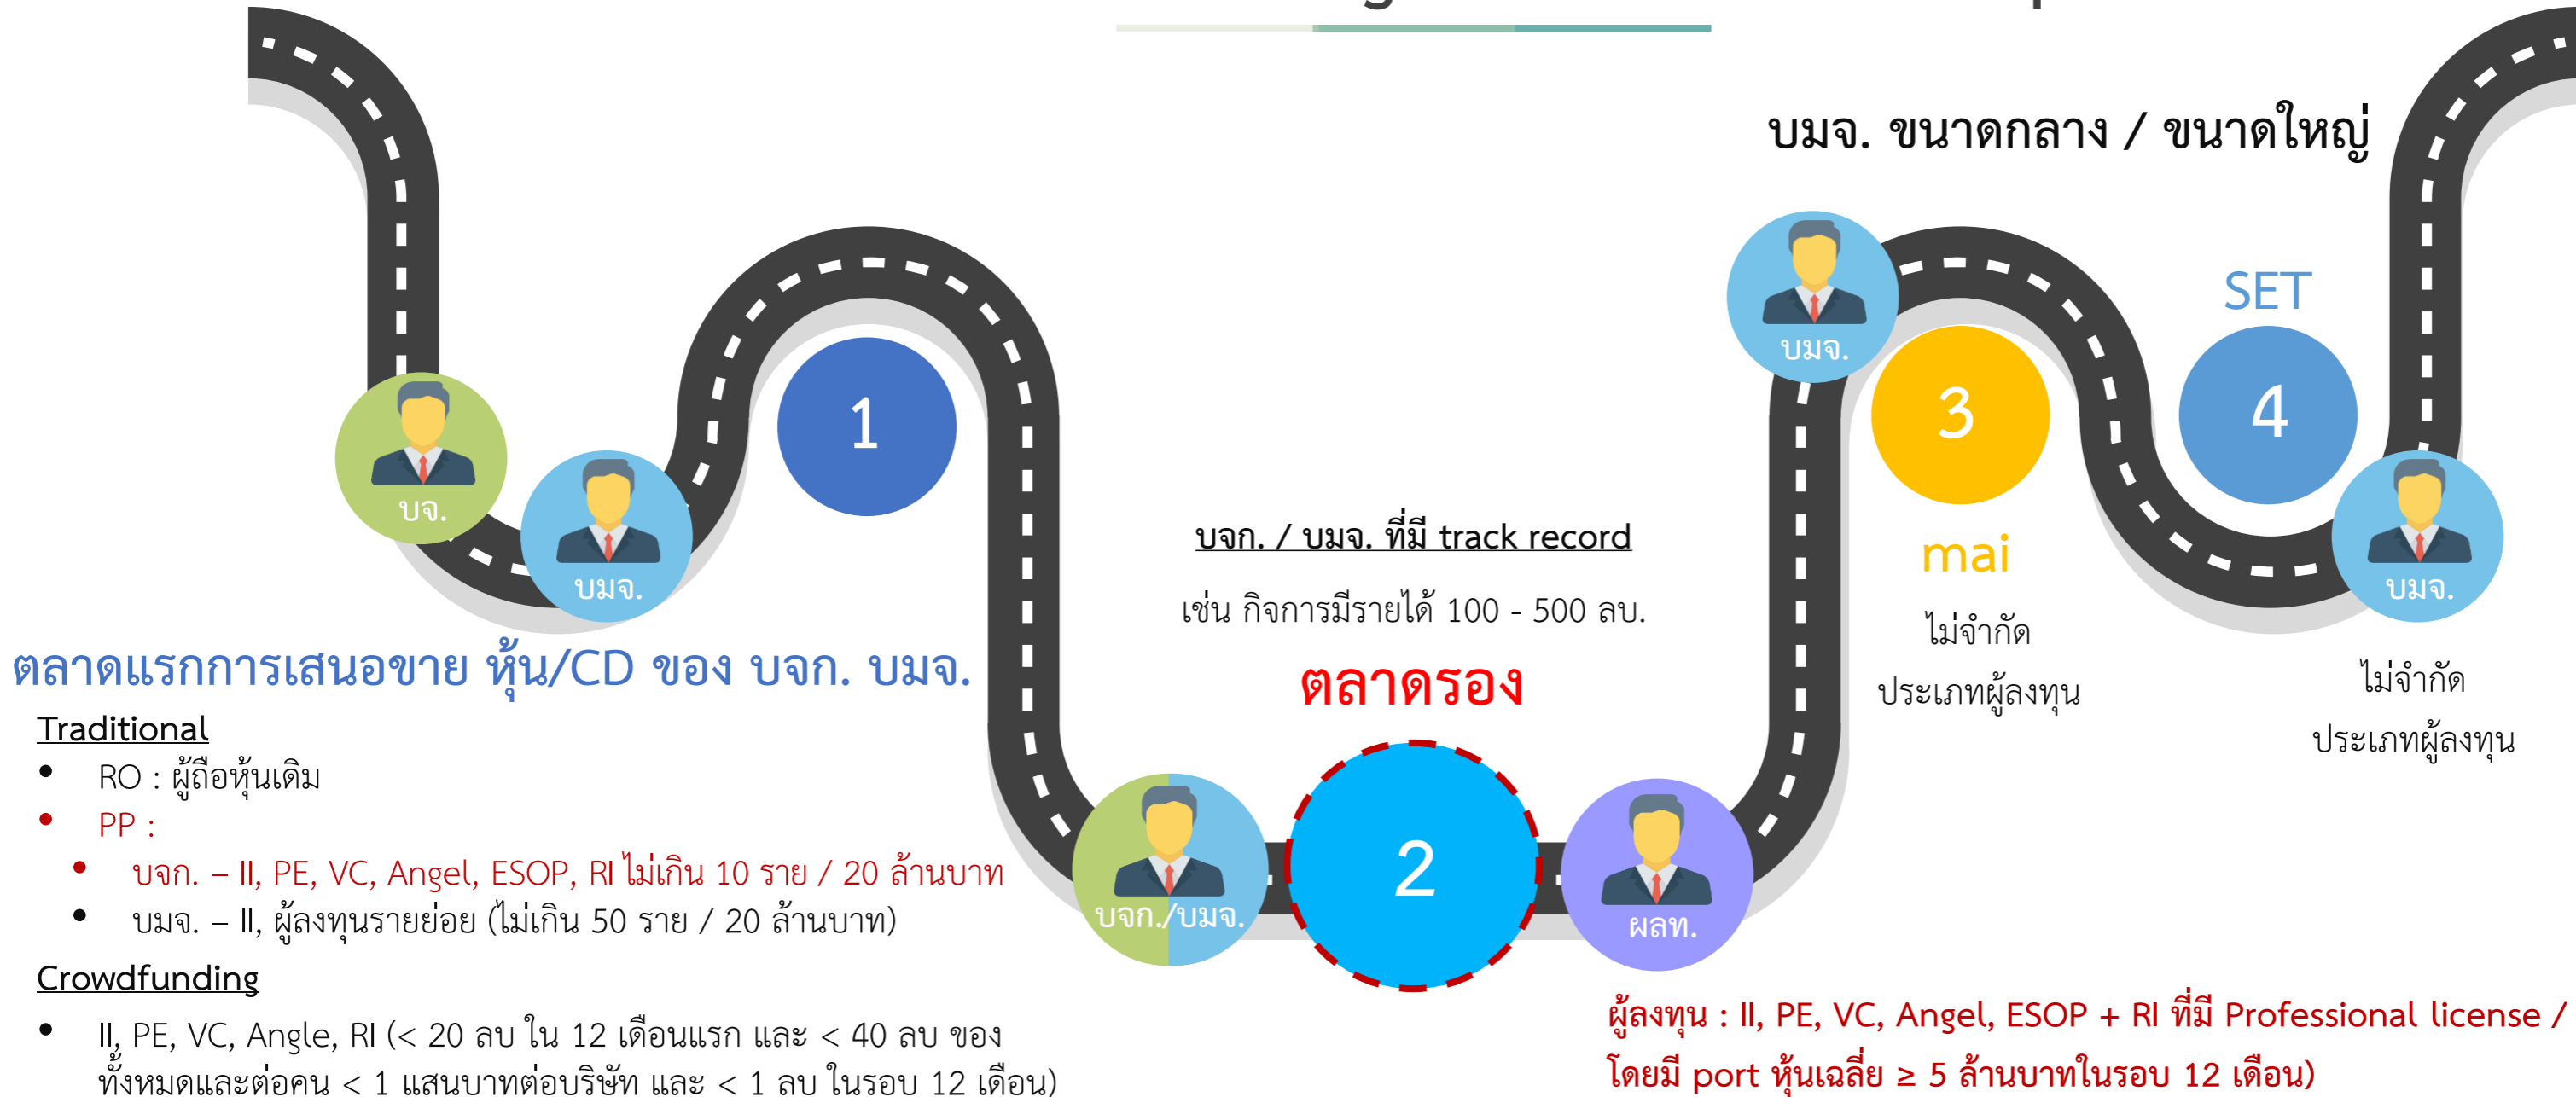 บมจ. ขนาดกลาง / ขนาดใหญ่
SET
บมจ.
1
3
4
บจ.
บมจ.
บมจ.
mai
ไม่จำกัด
ประเภทผู้ลงทุน
ไม่จำกัด
ประเภทผู้ลงทุน
บจก. / บมจ. ที่มี track record
เช่น กิจการมีรายได้ 100 - 500 ลบ.
ตลาดรอง
ตลาดแรกการเสนอขาย หุ้น/CD ของ บจก. บมจ.
Traditional
• RO : ผู้ถือหุ้นเดิม
• PP :
• บจก. – II, PE, VC, Angel, ESOP, RI ไม่เกิน 10 ราย / 20 ล้านบาท
• บมจ. – II, ผู้ลงทุนรายย่อย (ไม่เกิน 50 ราย / 20 ล้านบาท)
Crowdfunding
• II, PE, VC, Angle, RI (< 20 ลบ ใน 12 เดือนแรก และ < 40 ลบ ของ
ทั้งหมดและต่อคน < 1 แสนบาทต่อบริษัท และ < 1 ลบ ในรอบ 12 เดือน)
บจก./บมจ.
2
ผลท.
ผู้ลงทุน : II, PE, VC, Angel, ESOP + RI ที่มี Professional license /
โดยมี port หุ้นเฉลี่ย ≥ 5 ล้านบาทในรอบ 12 เดือน)